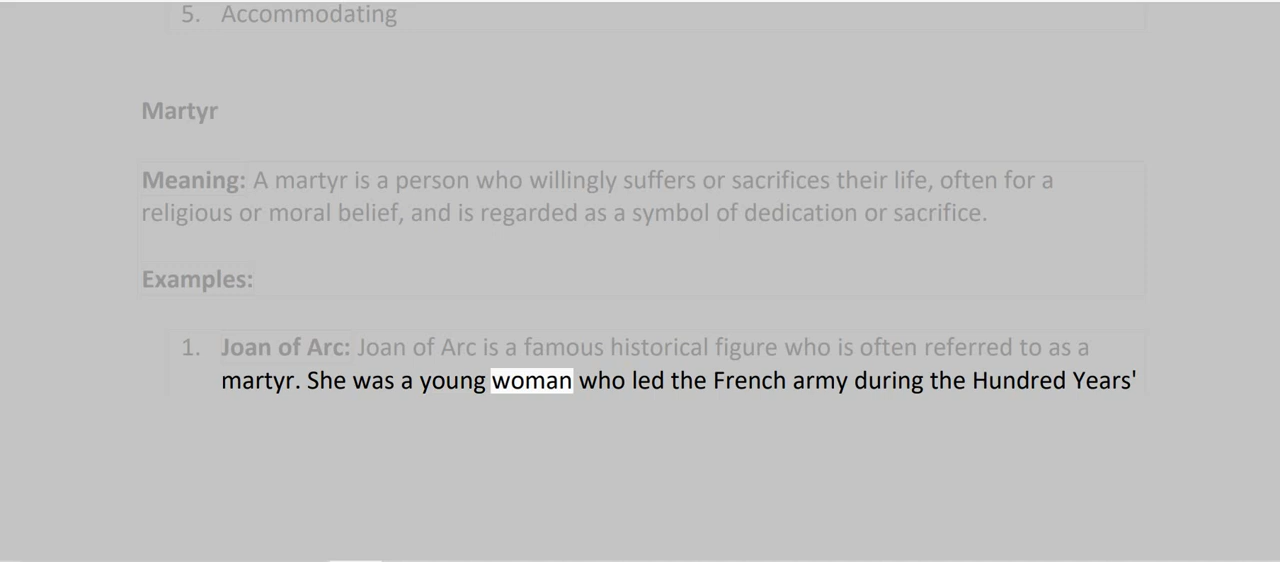 5. Accommodating
Martyr
Meaning: A martyr is a person who willingly suffers or sacrifices their life, often for a
religious or moral belief, and is regarded as a symbol of dedication or sacrifice.
Examples:
1. Joan of Arc: Joan of Arc is a famous historical figure who is often referred to as a
martyr. She was a young woman who led the French army during the Hundred Years'